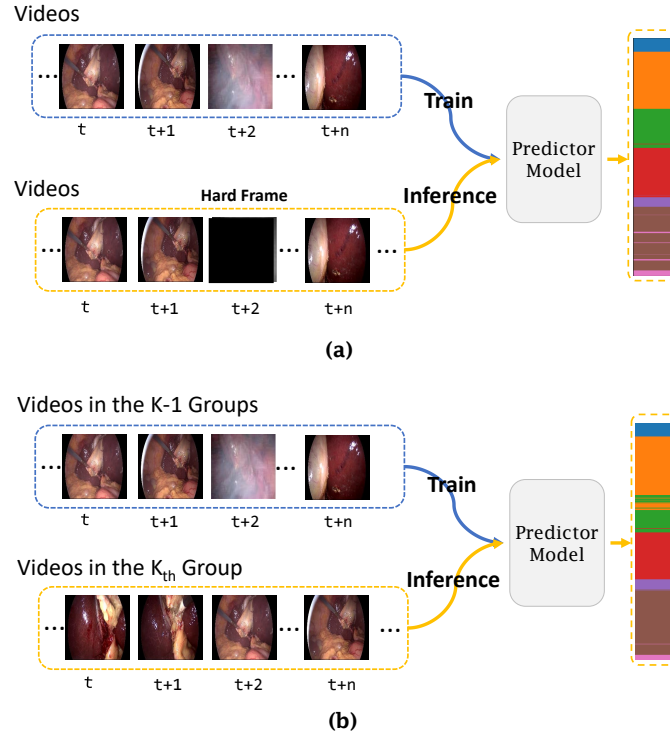 Videos
... ...
t t+1 t+2 t+n
Train
Predictor
Model
Videos
Hard Frame
Inference
... ... ...
t t+1 t+2 t+n
(a)
Videos in the K-1 Groups
... ...
t t+1 t+2 t+n
Train
Predictor
Model
Videos in the Kth Group
Inference
... ... ...
t t+1 t+2 t+n
(b)